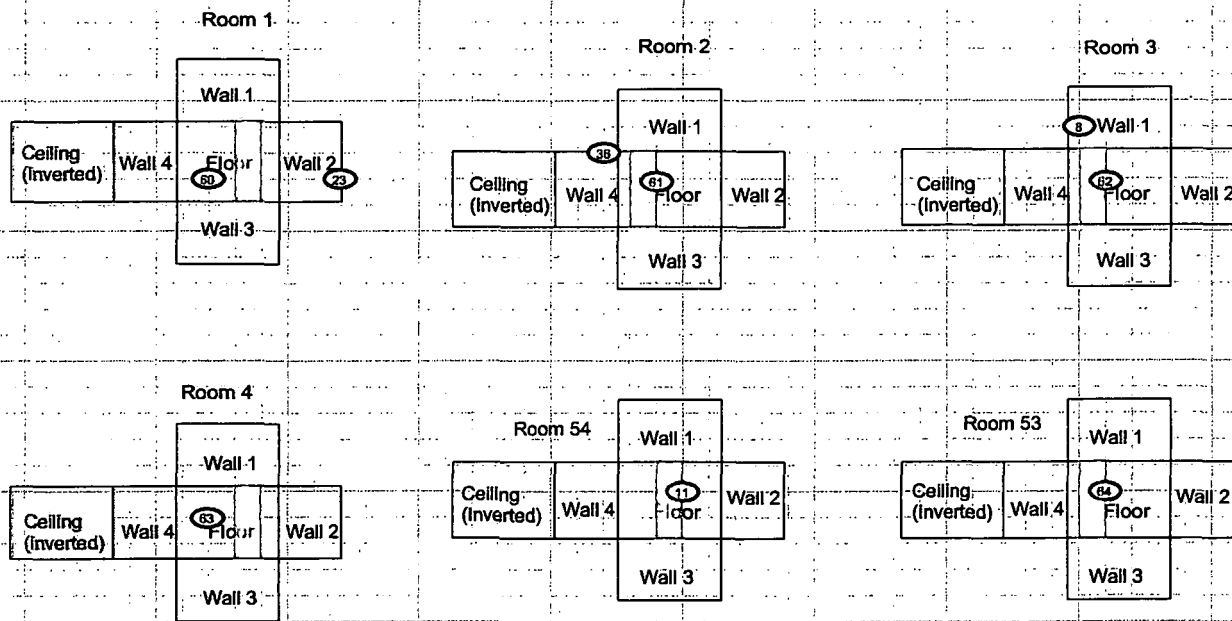 Room 1
Room 2
Room 3
Wall 1
Ceiling
(Inverted)
Wall 4
Floor
Wall 2
60
23
Wall 3
Wall 1
36
Ceiling
(Inverted)
Wall 4
61
Floor
Wall 2
Wall 3
8
Wall 1
Ceiling
(Inverted)
Wall 4
62
Floor
Wall 2
Wall 3
Room 4
Room 54
Room 53
Wall 1
Ceiling
(Inverted)
Wall 4
63
Floor
Wall 2
Wall 3
Wall 1
Ceiling
(Inverted)
Wall 4
11
Floor
Wall 2
Wall 3
Wall 1
Ceiling
(Inverted)
Wall 4
64
Floor
Wall 2
Wall 3